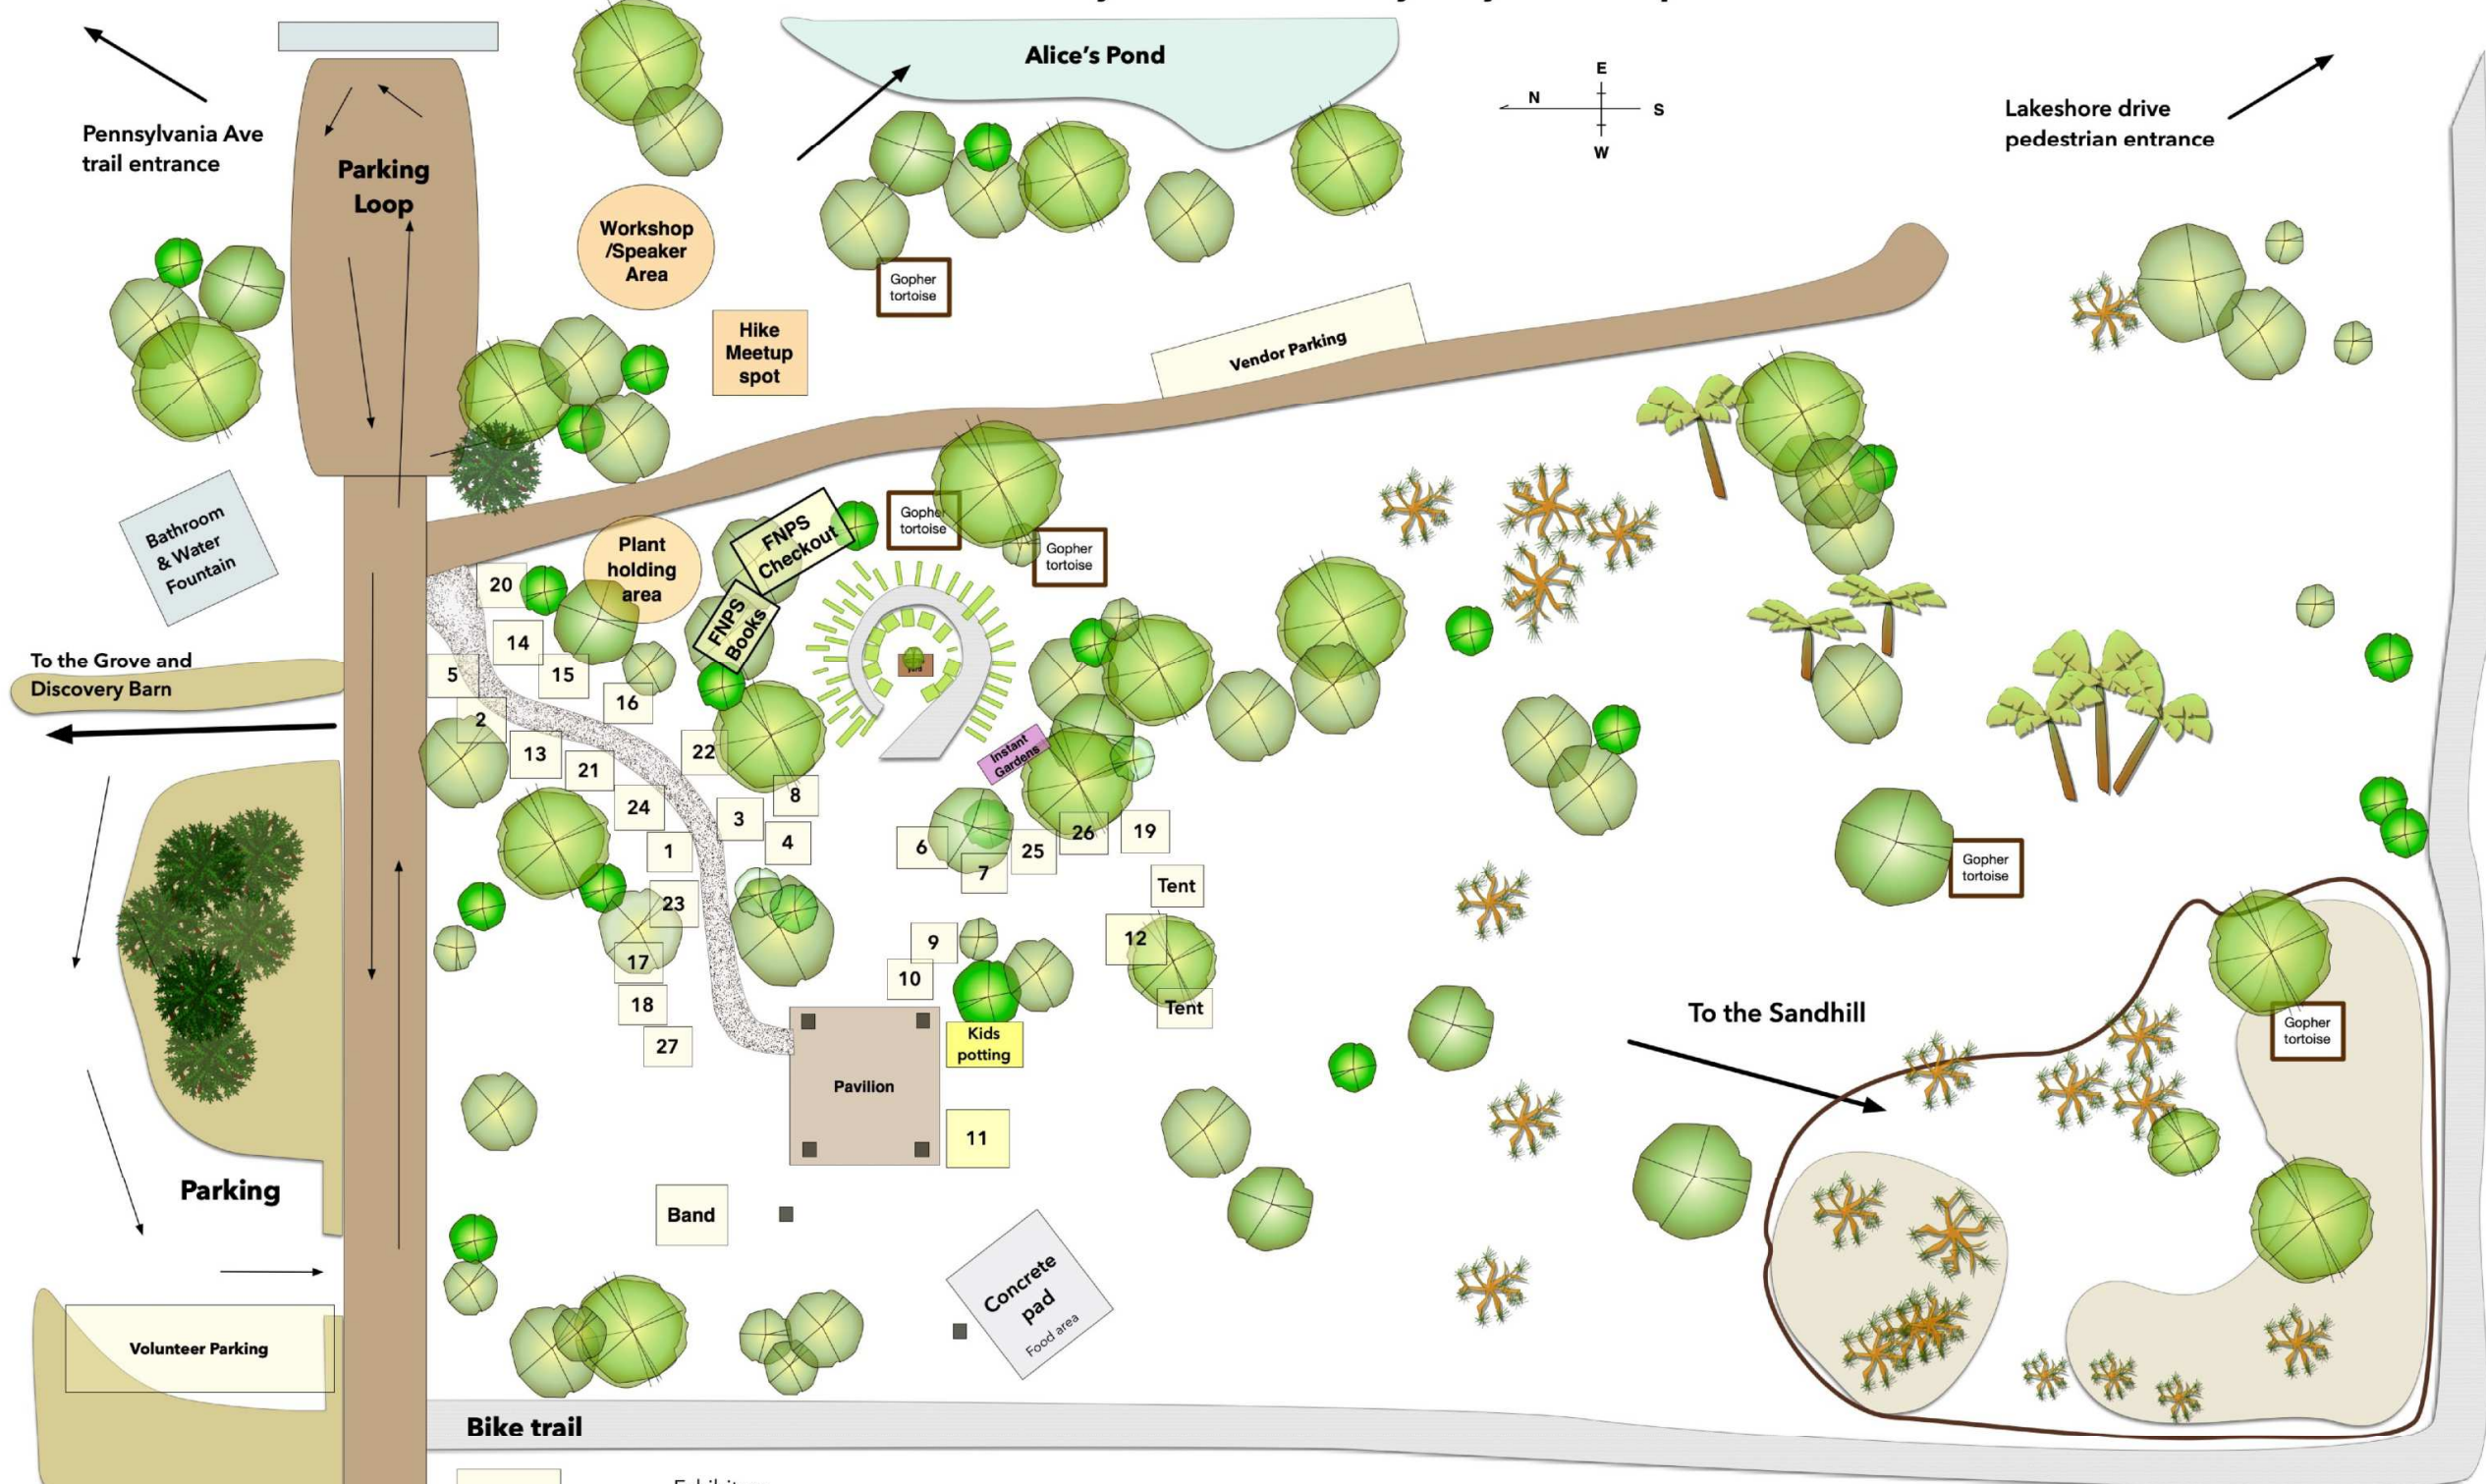 Alice's Pond
E
N
S
W
Lakeshore drive
pedestrian entrance
Pennsylvania Ave
trail entrance
Parking
Loop
Workshop
/Speaker
Area
Gopher
tortoise
Hike
Meetup
spot
Vendor Parking
Bathroom
& Water
Fountain
FNPS
Checkout
Gopher
tortoise
Gopher
tortoise
Plant
holding
area
FNPS
Books
20
14
5
15
16
2
13
21
22
24
3
8
1
4
23
17
18
27
To the Grove and
Discovery Barn
Instant
Gardens
6
7
25
26
19
Tent
9
10
12
Tent
Gopher
tortoise
Kids
potting
Pavilion
11
To the Sandhill
Gopher
tortoise
Parking
Band
Concrete
pad
Food area
Volunteer Parking
Bike trail